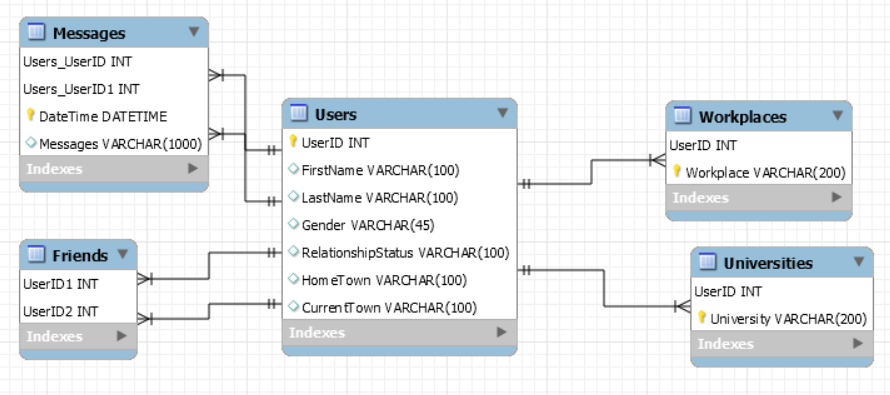 Messages
Users_UserID INT
Users_UserID1 INT
DateTime DATETIME
Messages VARCHAR(1000)
Indexes
Friends
UserID1 INT
UserID2 INT
Indexes
Users
UserID INT
FirstName VARCHAR(100)
LastName VARCHAR(100)
Gender VARCHAR(45)
RelationshipStatus VARCHAR(100)
HomeTown VARCHAR(100)
CurrentTown VARCHAR(100)
Indexes
Workplaces
UserID INT
Workplace VARCHAR(200)
Indexes
Universities
UserID INT
University VARCHAR(200)
Indexes